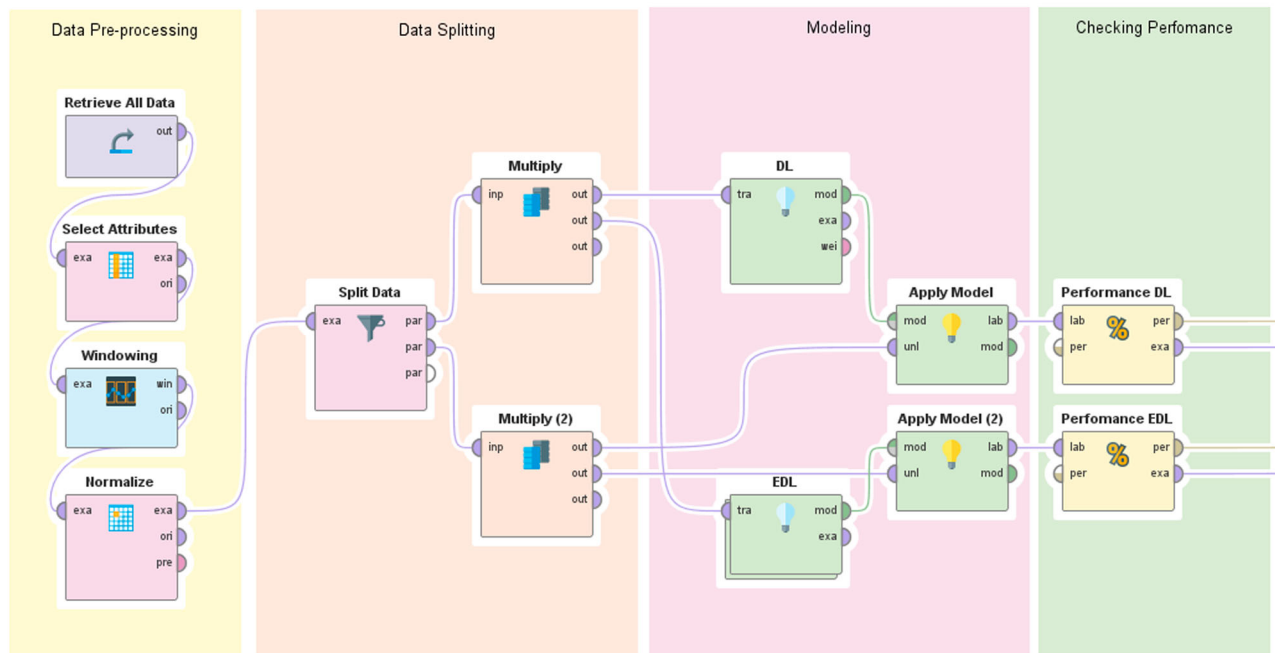 Data Pre-processing
Data Splitting
Modeling
Checking Perfomance
Retrieve All Data
out
Select Attributes
exa exa
ori
Windowing
exa win
ori
Normalize
exa exa
ori
pre
Split Data
exa par
par
par
Multiply
inp out
out
out
Multiply (2)
inp out
out
out
DL
tra mod
exa
wei
EDL
tra mod
exa
Apply Model
mod lab
unl mod
Apply Model (2)
mod lab
unl mod
Performance DL
lab per
per exa
Perfomance EDL
lab per
per exa